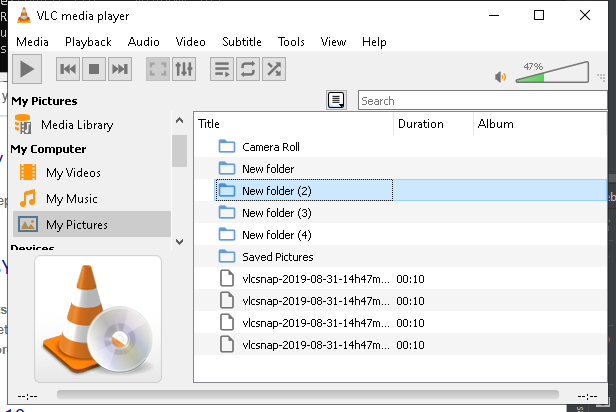 VLC media player
Media Playback Audio Video Subtitle Tools View Help
47%
My Pictures
Media Library
My Computer
My Videos
My Music
My Pictures
Devices
Search
Title Duration Album
Camera Roll
New folder
New folder (2)
New folder (3)
New folder (4)
Saved Pictures
vlcsnap-2019-08-31-14h47m... 00:10
vlcsnap-2019-08-31-14h47m... 00:10
vlcsnap-2019-08-31-14h47m... 00:10
vlcsnap-2019-08-31-14h47m... 00:10
--:-- --:--